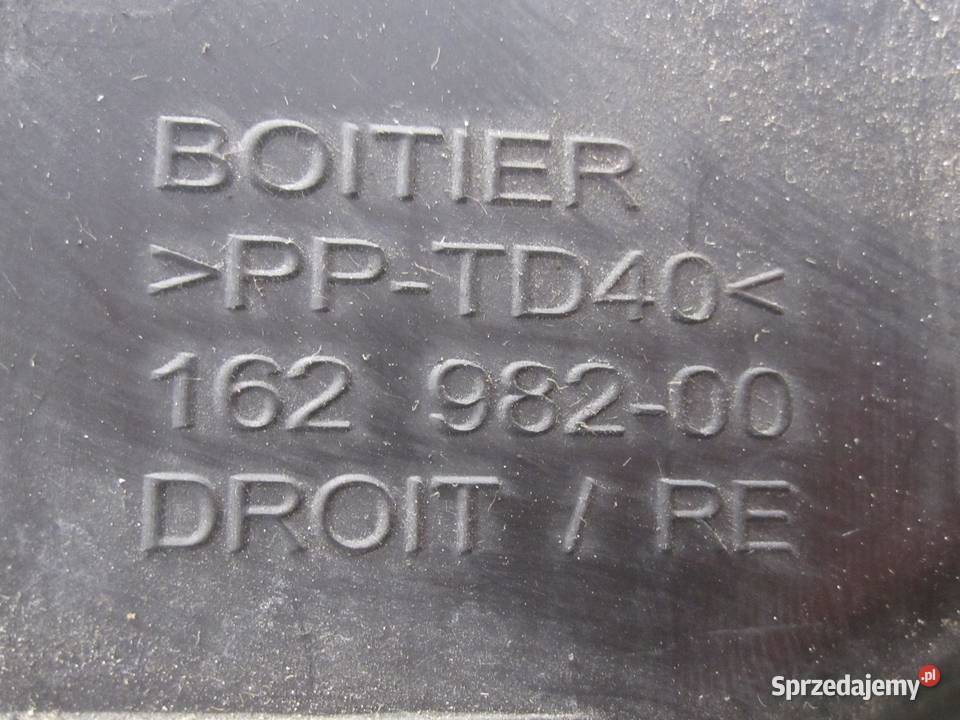 BOITIER
>PP-TD40<
162 982-00
DROIT / RE
Sprzedajemy.pl